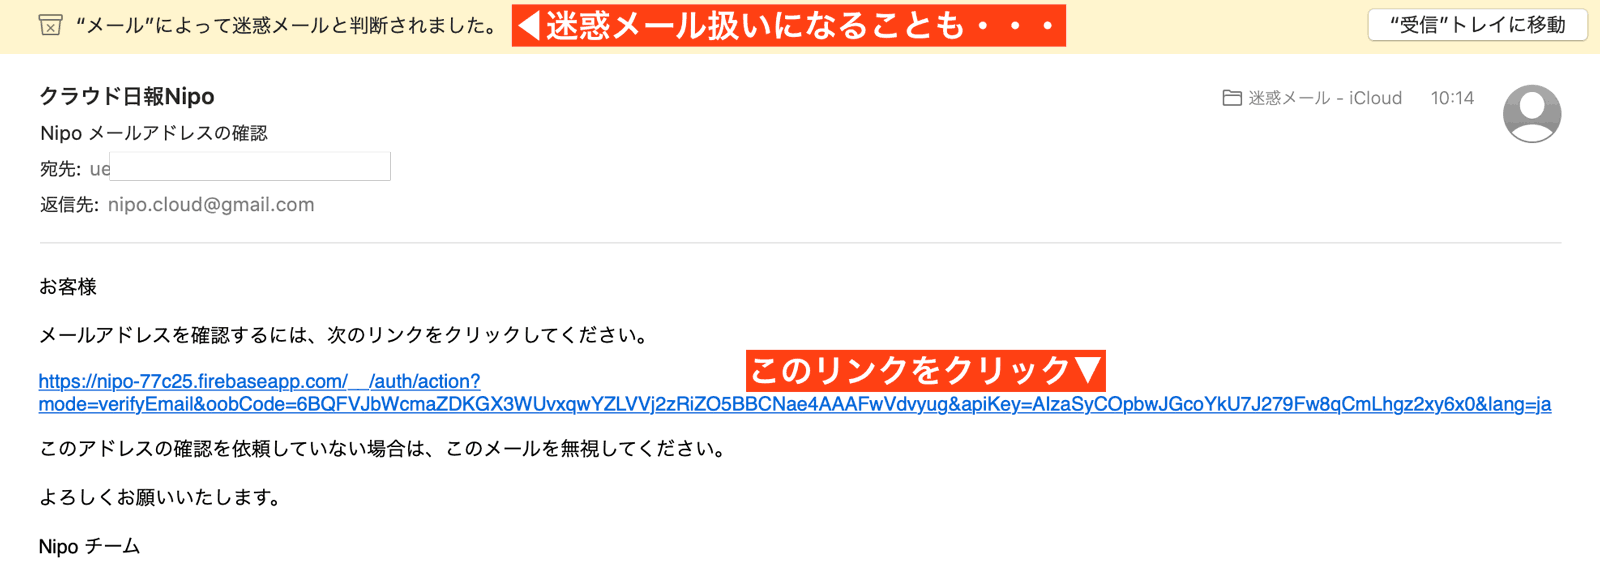 “メール”によって迷惑メールと判断されました。 ◀迷惑メール扱いになることも・・・ “受信”トレイに移動
クラウド日報Nipo 迷惑メール - iCloud 10:14
Nipo メールアドレスの確認
宛先: ue
返信先: nipo.cloud@gmail.com
お客様
メールアドレスを確認するには、次のリンクをクリックしてください。
このリンクをクリック▼
https://nipo-77c25.firebaseapp.com/__/auth/action?
mode=verifyEmail&oobCode=6BQFVJbWcmaZDKGX3WUvxqwYZLVVj2zRiZO5BBCNae4AAAFwVdvyug&apiKey=AIzaSyCOpbwJGcoYkU7J279Fw8qCmLhgz2xy6x0&lang=ja
このアドレスの確認を依頼していない場合は、このメールを無視してください。
よろしくお願いいたします。
Nipo チーム